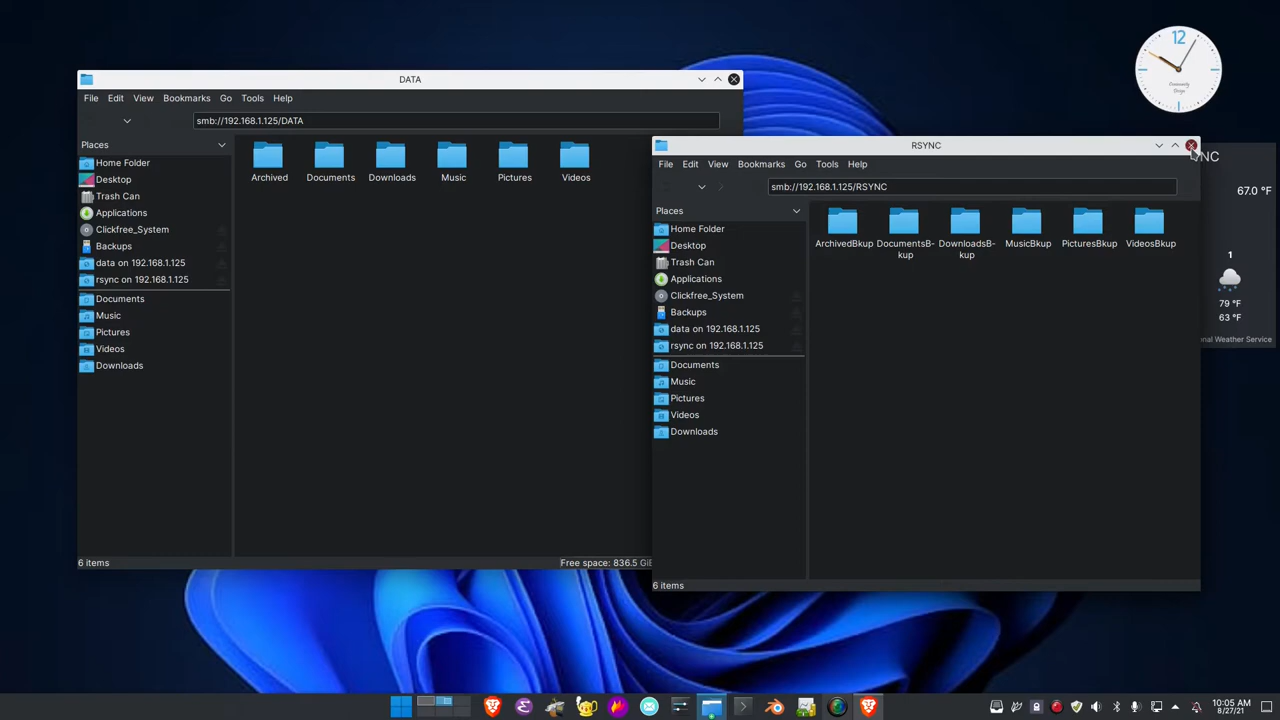 12
Community
Design
DATA
File Edit View Bookmarks Go Tools Help
smb://192.168.1.125/DATA
Places
Home Folder
Desktop
Trash Can
Applications
Clickfree_System
Backups
data on 192.168.1.125
rsync on 192.168.1.125
Documents
Music
Pictures
Videos
Downloads
Archived Documents Downloads Music Pictures Videos
6 items
Free space: 836.5 GiB
RSYNC
File Edit View Bookmarks Go Tools Help
smb://192.168.1.125/RSYNC
Places
Home Folder
Desktop
Trash Can
Applications
Clickfree_System
Backups
data on 192.168.1.125
rsync on 192.168.1.125
Documents
Music
Pictures
Videos
Downloads
ArchivedBkup DocumentsB- DownloadsB- MusicBkup PicturesBkup VideosBkup
kup kup
6 items
NC
67.0 °F
1
79 °F
63 °F
nal Weather Service
10:05 AM
8/27/21